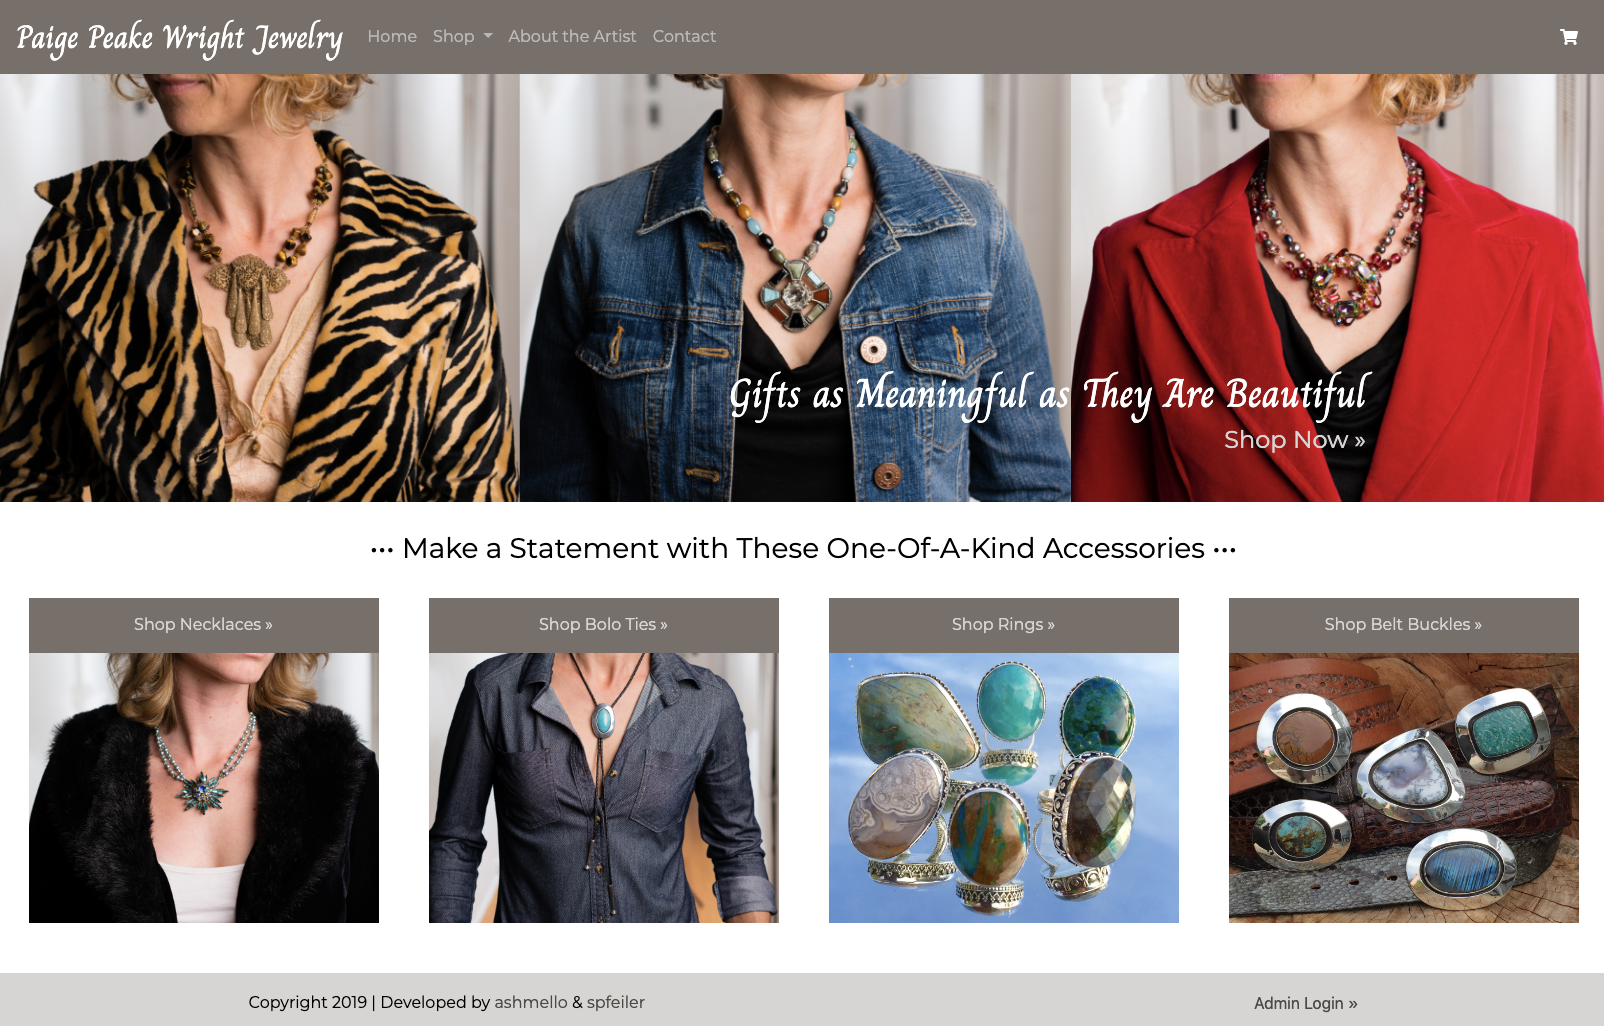 Paige Peake Wright Jewelry
Home Shop About the Artist Contact
Gifts as Meaningful as They Are Beautiful
Shop Now »
••• Make a Statement with These One-Of-A-Kind Accessories •••
Shop Necklaces »
Shop Bolo Ties »
Shop Rings »
Shop Belt Buckles »
Copyright 2019 | Developed by ashmello & spfeiler
Admin Login »